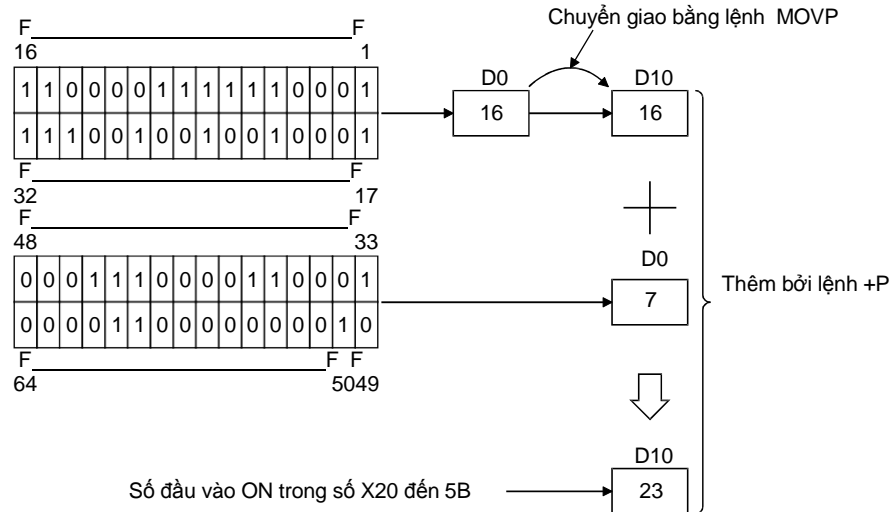 Chuyển giao bằng lệnh MOVP
F F
16 1
D0 D10
1 1 0 0 0 0 1 1 1 1 1 1 0 0 0 1
16 16
1 1 1 0 0 1 0 0 1 0 0 1 0 0 0 1
F F
32 17
F F
48 33
D0
0 0 0 1 1 1 0 0 0 0 1 1 0 0 0 1
Thêm bởi lệnh +P
7
0 0 0 0 1 1 0 0 0 0 0 0 0 0 1 0
F F F
64 5049
D10
Số đầu vào ON trong số X20 đến 5B
23